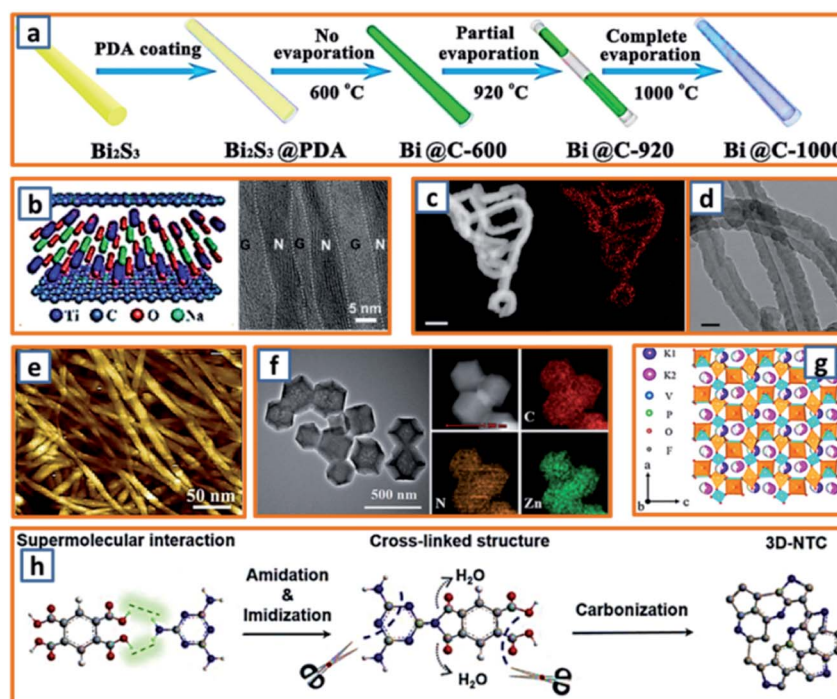 a
PDA coating
No evaporation
600 °C
Partial evaporation
920 °C
Complete evaporation
1000 °C
Bi2S3
Bi2S3@PDA
Bi@C-600
Bi@C-920
Bi@C-1000
b
G N G N G N
5 nm
Ti C O Na
c
d
e
50 nm
f
500 nm
C
N
Zn
g
K1
K2
V
P
O
F
a
b
c
h
Supermolecular interaction
Cross-linked structure
3D-NTC
Amidation
&
Imidization
H2O
H2O
Carbonization